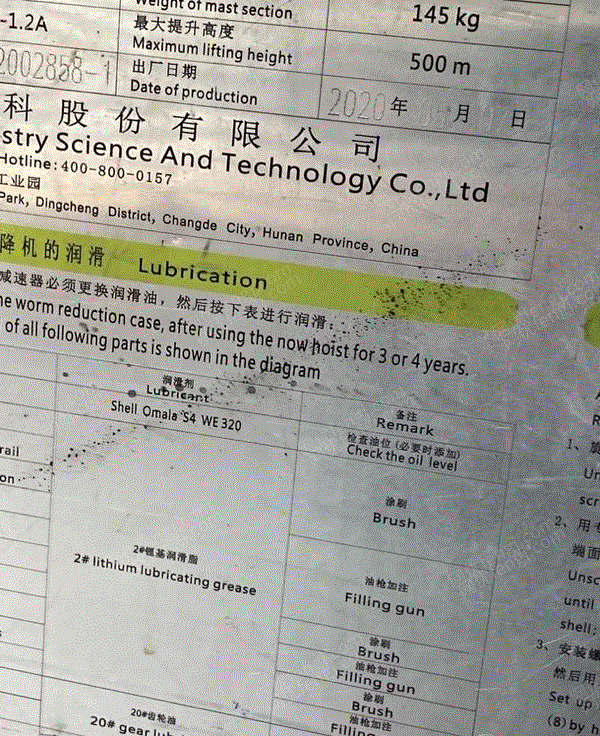 Weight of mast section
145 kg
-1.2A
最大提升高度
Maximum lifting height
500 m
2002858-1
出厂日期
Date of production
2020年
月
日
科股份有限公司
stry Science And Technology Co.,Ltd
Hotline:400-800-0157
工业园
Park, Dingcheng District, Changde City, Hunan Province, China
降机的润滑 Lubrication
减速器必须更换润滑油，然后按下表进行润滑：
he worm reduction case, after using the now hoist for 3 or 4 years.
of all following parts is shown in the diagram
润滑剂
Lubricant
备注
Remark
Shell Omala S4 WE 320
检查油位(必要时添加)
Check the oil level
rail
on
涂刷
Brush
2#锂基润滑脂
2# lithium lubricating grease
油枪加注
Filling gun
涂刷
Brush
油枪加注
Filling gun
涂刷
Brush
20#齿轮油
20# gear lub
油枪加注
Filling
1、
Un
scr
2、用
端面
Unsc
until
shell;
3、安装螺
然后用
Set up
(8)by h